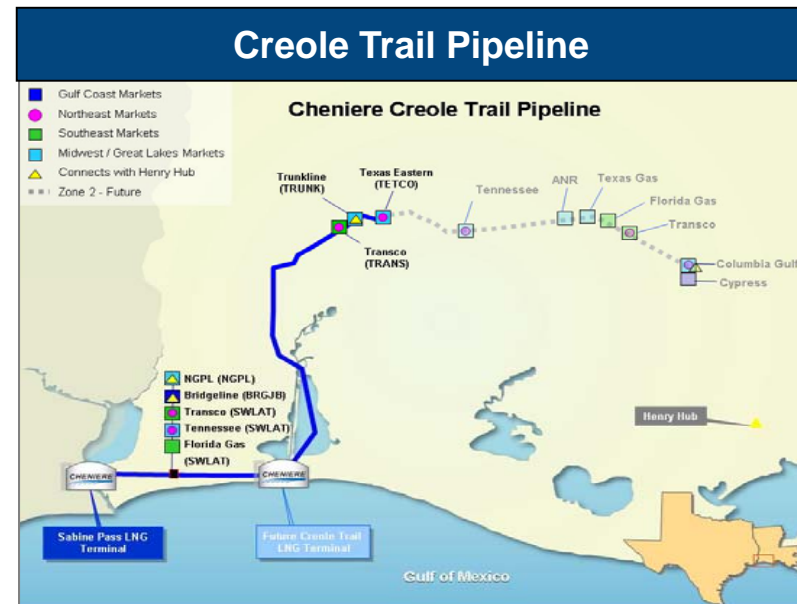 Creole Trail Pipeline
Gulf Coast Markets
Northeast Markets
Southeast Markets
Midwest / Great Lakes Markets
Connects with Henry Hub
Zone 2 - Future
Cheniere Creole Trail Pipeline
Trunkline
(TRUNK)
Texas Eastern
(TETCO)
Transco
(TRANS)
Tennessee
ANR
Texas Gas
Florida Gas
Transco
Columbia Gulf
Cypress
NGPL (NGPL)
Bridgeline (BRGJB)
Transco (SWLAT)
Tennessee (SWLAT)
Florida Gas
(SWLAT)
Henry Hub
CHENIERE
CHENIERE
Sabine Pass LNG
Terminal
Future Creole Trail
LNG Terminal
Gulf of Mexico